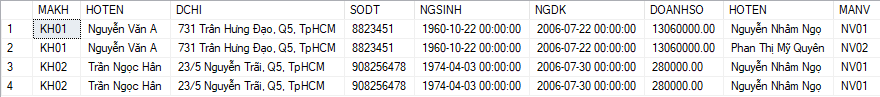 MAKH HOTEN DCHI SODT NGSINH NGDK DOANHSO HOTEN MANV
1 KH01 Nguyễn Văn A 731 Trần Hưng Đạo, Q5, TpHCM 8823451 1960-10-22 00:00:00 2006-07-22 00:00:00 13060000.00 Nguyễn Nhâm Ngọ NV01
2 KH01 Nguyễn Văn A 731 Trần Hưng Đạo, Q5, TpHCM 8823451 1960-10-22 00:00:00 2006-07-22 00:00:00 13060000.00 Phan Thị Mỹ Quyên NV02
3 KH02 Trần Ngọc Hân 23/5 Nguyễn Trãi, Q5, TpHCM 908256478 1974-04-03 00:00:00 2006-07-30 00:00:00 280000.00 Nguyễn Nhâm Ngọ NV01
4 KH02 Trần Ngọc Hân 23/5 Nguyễn Trãi, Q5, TpHCM 908256478 1974-04-03 00:00:00 2006-07-30 00:00:00 280000.00 Nguyễn Nhâm Ngọ NV01